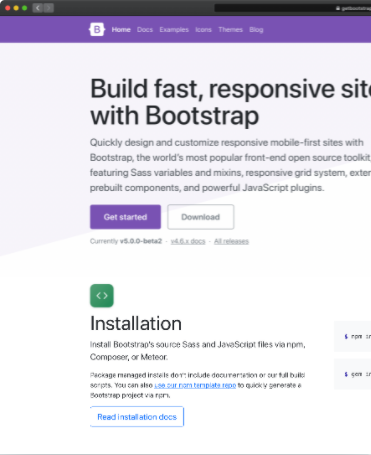 getbootstrap
B Home Docs Examples Icons Themes Blog
Build fast, responsive sit
with Bootstrap
Quickly design and customize responsive mobile-first sites with
Bootstrap, the world's most popular front-end open source toolkit
featuring Sass variables and mixins, responsive grid system, exten
prebuilt components, and powerful JavaScript plugins.
Get started Download
Currently v5.0.0-beta2 · v4.6.x docs · All releases
Installation
Install Bootstrap's source Sass and JavaScript files via npm,
Composer, or Meteor.
$ npm in
Package managed installs don't include documentation or our full build
scripts. You can also use our npm template repo to quickly generate a
Bootstrap project via npm.
$ gem in
Read installation docs